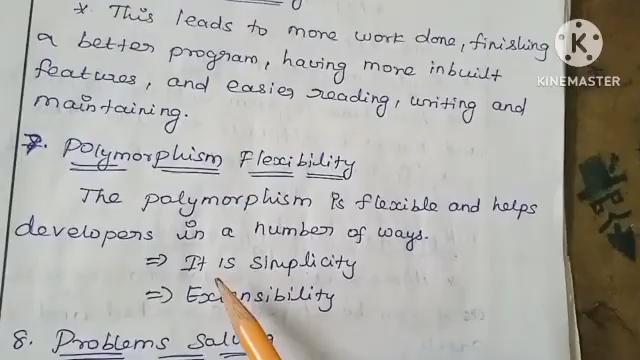 * This leads to more work done, finishing
a better program, having more inbuilt
features, and easier reading, writing and
maintaining.
KINEMASTER
7. Polymorphism Flexibility
The polymorphism is flexible and helps
developers in a number of ways.
⇒ It is simplicity
⇒ Extensibility
8. Problems